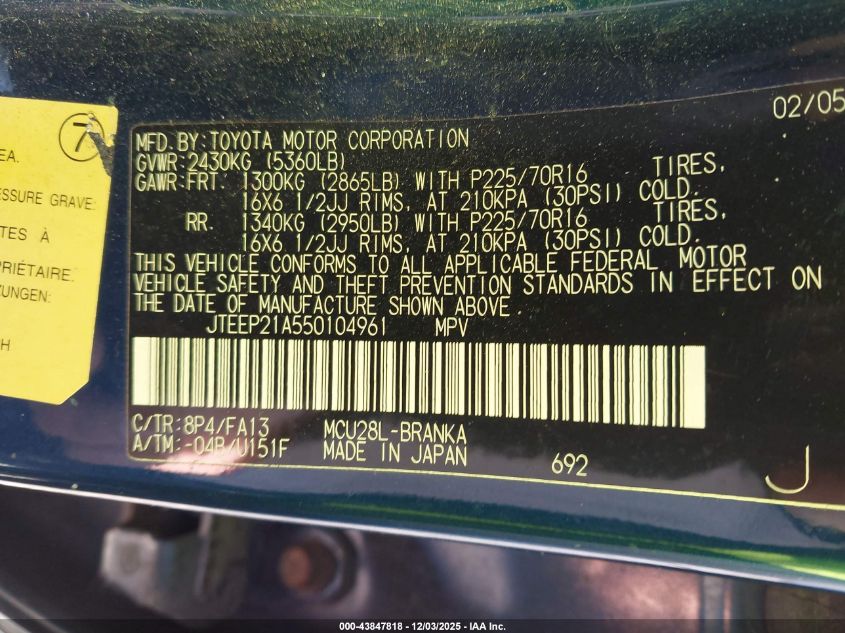 02/05
7
MFD.BY:TOYOTA MOTOR CORPORATION
GVWR:2430KG (5360LB)
GAWR:FRT. 1300KG (2865LB) WITH P225/70R16 TIRES,
16X6 1/2JJ RIMS, AT 210KPA (30PSI) COLD.
RR. 1340KG (2950LB) WITH P225/70R16 TIRES,
16X6 1/2JJ RIMS, AT 210KPA (30PSI) COLD.
THIS VEHICLE CONFORMS TO ALL APPLICABLE FEDERAL MOTOR
VEHICLE SAFETY AND THEFT PREVENTION STANDARDS IN EFFECT ON
THE DATE OF MANUFACTURE SHOWN ABOVE.
JTEEP21A550104961 MPV
C/TR:8P4/FA13 MCU28L-BRANKA
A/TM:-04B/U151F MADE IN JAPAN 692
J
EA.
ESSURE GRAVE
TES À
PRIÉTAIRE.
ZUNGEN:
H
000-43847818 - 12/03/2025 - IAA Inc.